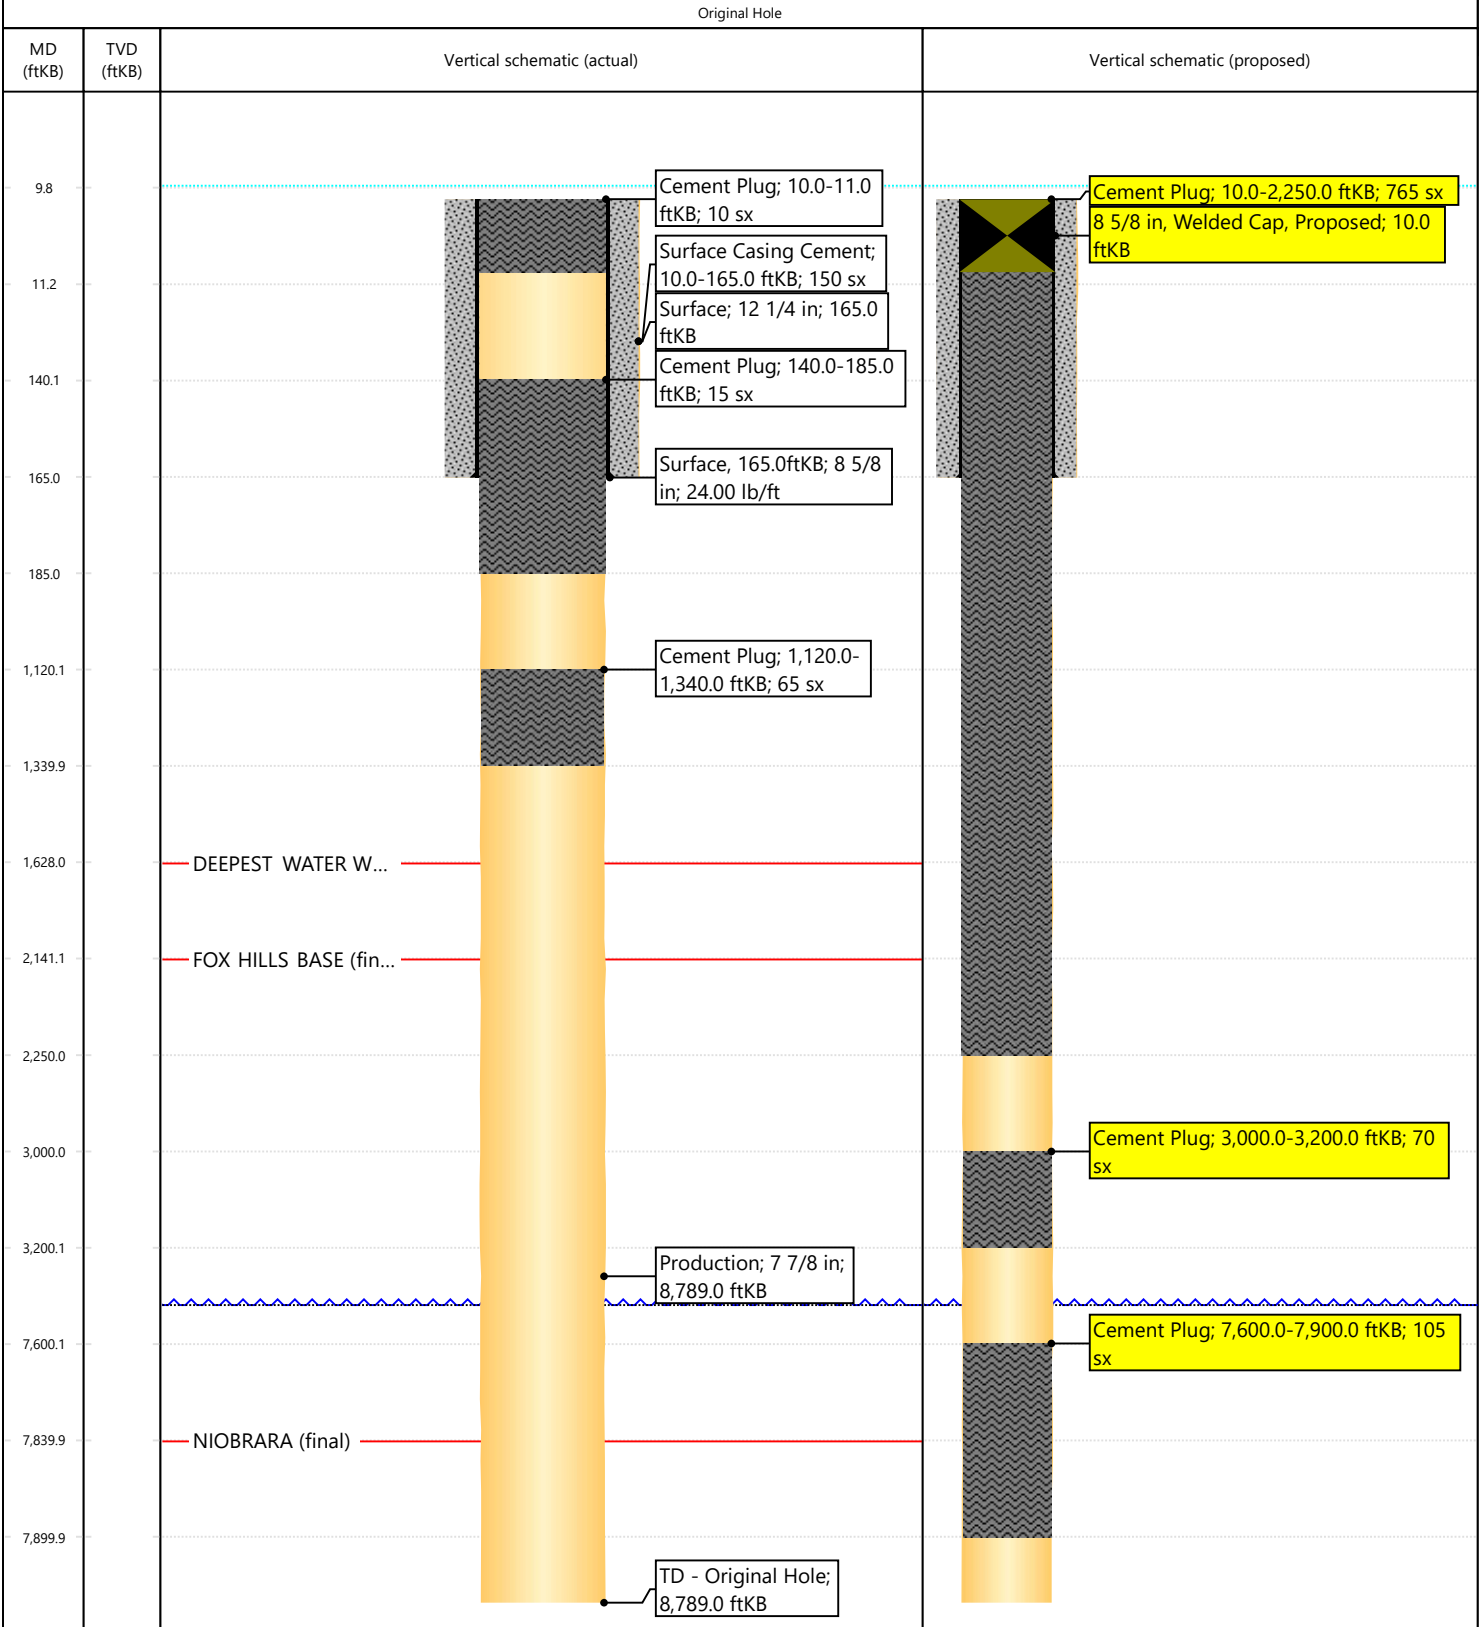 Original Hole
MD
(ftKB)
TVD
(ftKB)
Vertical schematic (actual)
Vertical schematic (proposed)
9.8
Cement Plug; 10.0-11.0
ftKB; 10 sx
Cement Plug; 10.0-2,250.0 ftKB; 765 sx
8 5/8 in, Welded Cap, Proposed; 10.0
ftKB
Surface Casing Cement;
10.0-165.0 ftKB; 150 sx
11.2
Surface; 12 1/4 in; 165.0
ftKB
140.1
Cement Plug; 140.0-185.0
ftKB; 15 sx
165.0
Surface, 165.0ftKB; 8 5/8
in; 24.00 lb/ft
185.0
1,120.1
Cement Plug; 1,120.0-
1,340.0 ftKB; 65 sx
1,339.9
1,628.0
DEEPEST WATER W...
2,141.1
FOX HILLS BASE (fin...
2,250.0
3,000.0
Cement Plug; 3,000.0-3,200.0 ftKB; 70
sx
3,200.1
Production; 7 7/8 in;
8,789.0 ftKB
7,600.1
Cement Plug; 7,600.0-7,900.0 ftKB; 105
sx
7,839.9
NIOBRARA (final)
7,899.9
TD - Original Hole;
8,789.0 ftKB